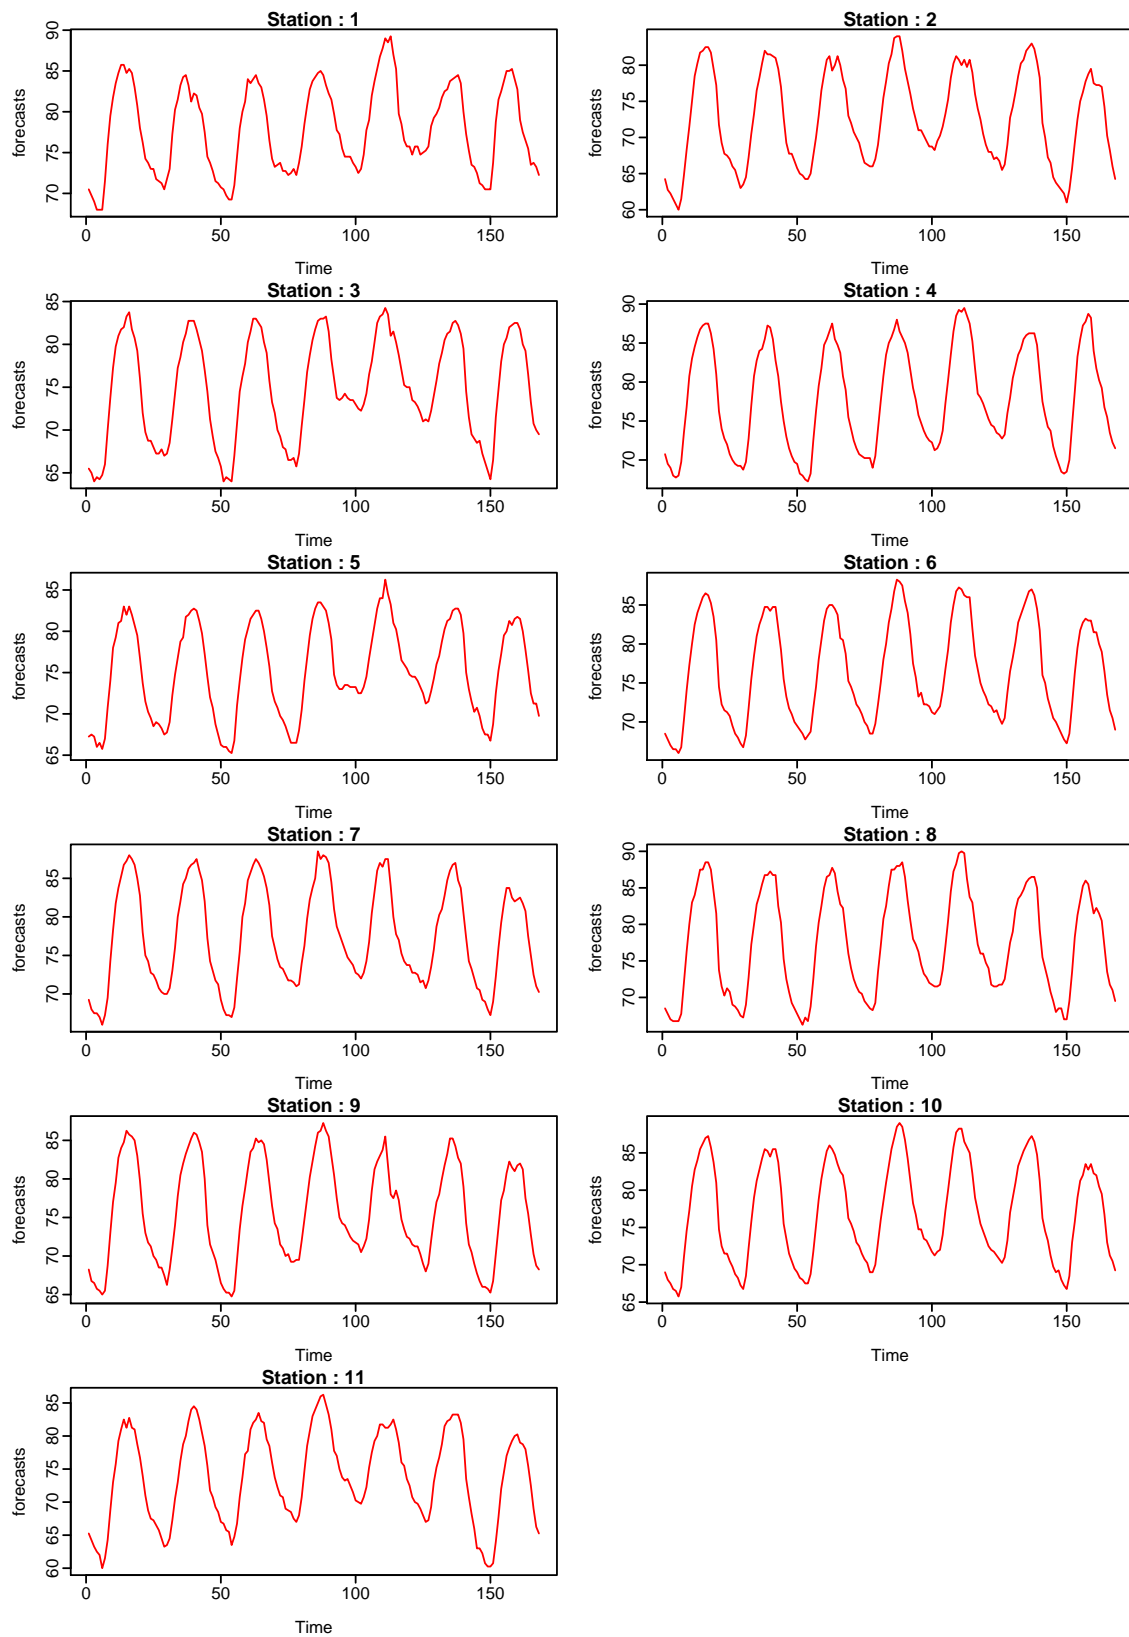 Station : 1
forecasts
90
85
80
75
70
0 50 100 150
Time
Station : 2
forecasts
80
75
70
65
60
0 50 100 150
Time
Station : 3
forecasts
85
80
75
70
65
0 50 100 150
Time
Station : 4
forecasts
90
85
80
75
70
0 50 100 150
Time
Station : 5
forecasts
85
80
75
70
65
0 50 100 150
Time
Station : 6
forecasts
85
80
75
70
0 50 100 150
Time
Station : 7
forecasts
85
80
75
70
0 50 100 150
Time
Station : 8
forecasts
90
85
80
75
70
0 50 100 150
Time
Station : 9
forecasts
85
80
75
70
65
0 50 100 150
Time
Station : 10
forecasts
85
80
75
70
65
0 50 100 150
Time
Station : 11
forecasts
85
80
75
70
65
60
0 50 100 150
Time